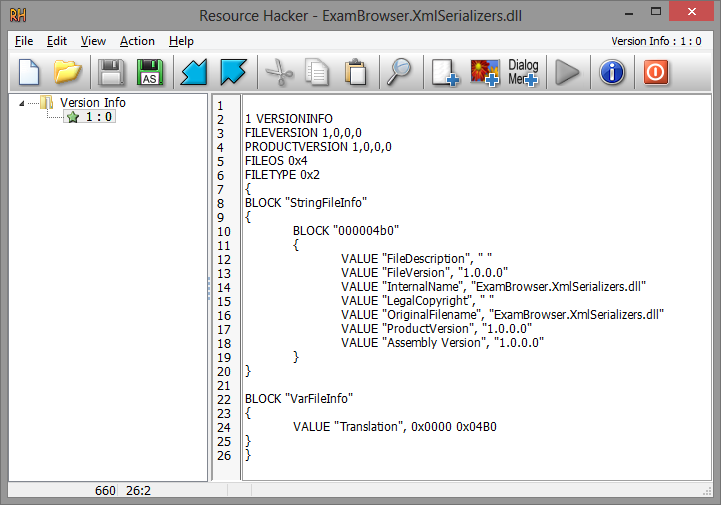 RH
Resource Hacker - ExamBrowser.XmlSerializers.dll
File Edit View Action Help
Version Info : 1 : 0
AS
Dialog
Menu
Version Info
1 : 0
1
2 1 VERSIONINFO
3 FILEVERSION 1,0,0,0
4 PRODUCTVERSION 1,0,0,0
5 FILEOS 0x4
6 FILETYPE 0x2
7 {
8 BLOCK "StringFileInfo"
9 {
10 BLOCK "000004b0"
11 {
12 VALUE "FileDescription", " "
13 VALUE "FileVersion", "1.0.0.0"
14 VALUE "InternalName", "ExamBrowser.XmlSerializers.dll"
15 VALUE "LegalCopyright", " "
16 VALUE "OriginalFilename", "ExamBrowser.XmlSerializers.dll"
17 VALUE "ProductVersion", "1.0.0.0"
18 VALUE "Assembly Version", "1.0.0.0"
19 }
20 }
21
22 BLOCK "VarFileInfo"
23 {
24 VALUE "Translation", 0x0000 0x04B0
25 }
26 }
660 26:2